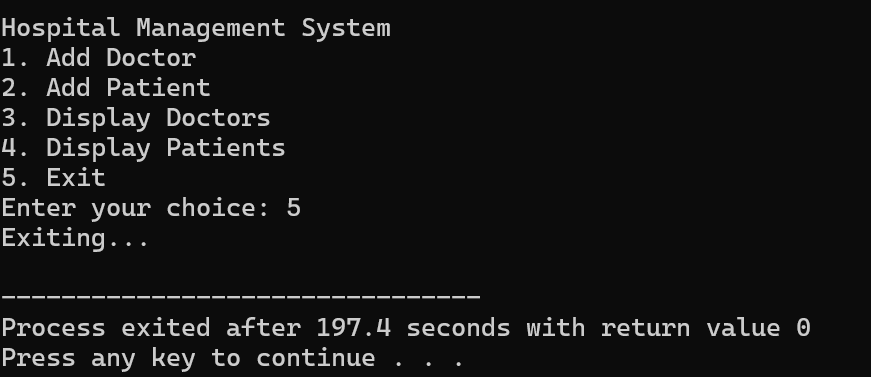 Hospital Management System
1. Add Doctor
2. Add Patient
3. Display Doctors
4. Display Patients
5. Exit
Enter your choice: 5
Exiting...
--------------------------------
Process exited after 197.4 seconds with return value 0
Press any key to continue . . .